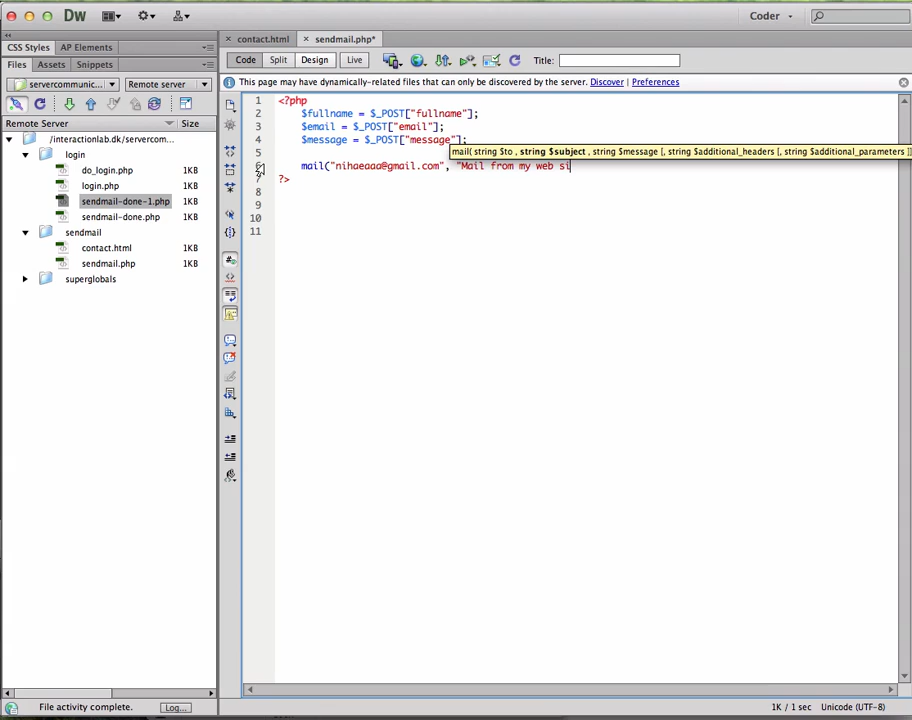 Dw
Coder
CSS Styles
AP Elements
Files
Assets
Snippets
servercommunic...
Remote server
Remote Server
Size
/interactionlab.dk/servercom...
login
do_login.php 1KB
login.php 1KB
sendmail-done-1.php 1KB
sendmail-done.php 1KB
sendmail
contact.html 1KB
sendmail.php 1KB
superglobals
File activity complete.
Log...
contact.html
sendmail.php*
Code
Split
Design
Live
Title:
This page may have dynamically-related files that can only be discovered by the server. Discover , Preferences
1 <?php
2 $fullname = $_POST["fullname"];
3 $email = $_POST["email"];
4 $message = $_POST["message"];
mail( string $to , string $subject , string $message [, string $additional_headers [, string $additional_parameters ]]
5
6 mail("nihaeaaa@gmail.com", "Mail from my web si
7 ?>
8
9
10
11
1K / 1 sec
Unicode (UTF-8)